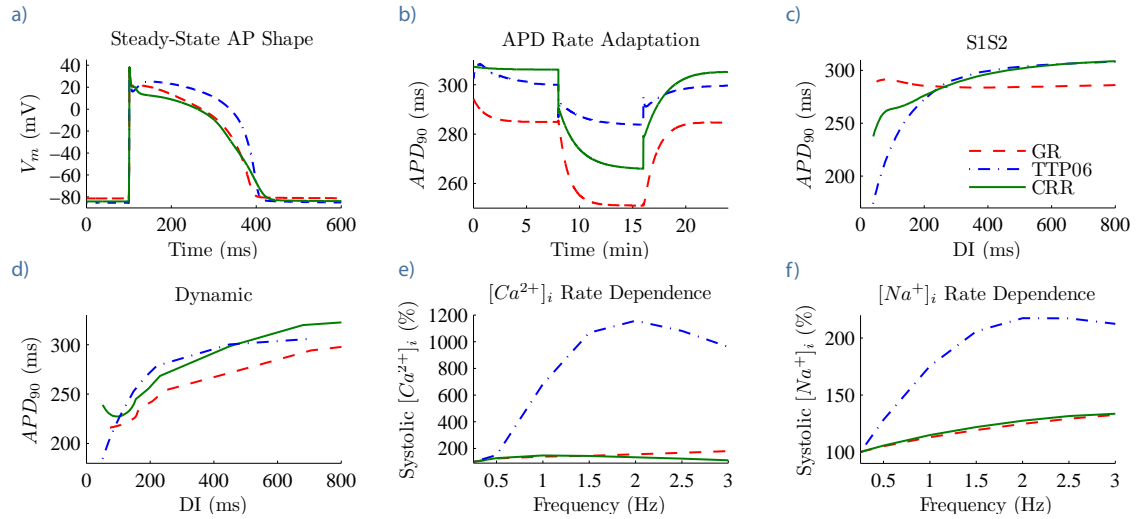 a)
Steady-State AP Shape
40
20
0
−20
−40
−60
−80
V_m (mV)
0 200 400 600
Time (ms)
b)
APD Rate Adaptation
300
280
260
APD_90 (ms)
0 5 10 15 20
Time (min)
c)
S1S2
300
250
200
APD_90 (ms)
GR
TTP06
CRR
0 200 400 600 800
DI (ms)
d)
Dynamic
300
250
200
APD_90 (ms)
0 200 400 600 800
DI (ms)
e)
[Ca^2+]_i Rate Dependence
1200
1000
800
600
400
200
Systolic [Ca^2+]_i (%)
0.5 1 1.5 2 2.5 3
Frequency (Hz)
f)
[Na^+]_i Rate Dependence
200
150
100
Systolic [Na^+]_i (%)
0.5 1 1.5 2 2.5 3
Frequency (Hz)